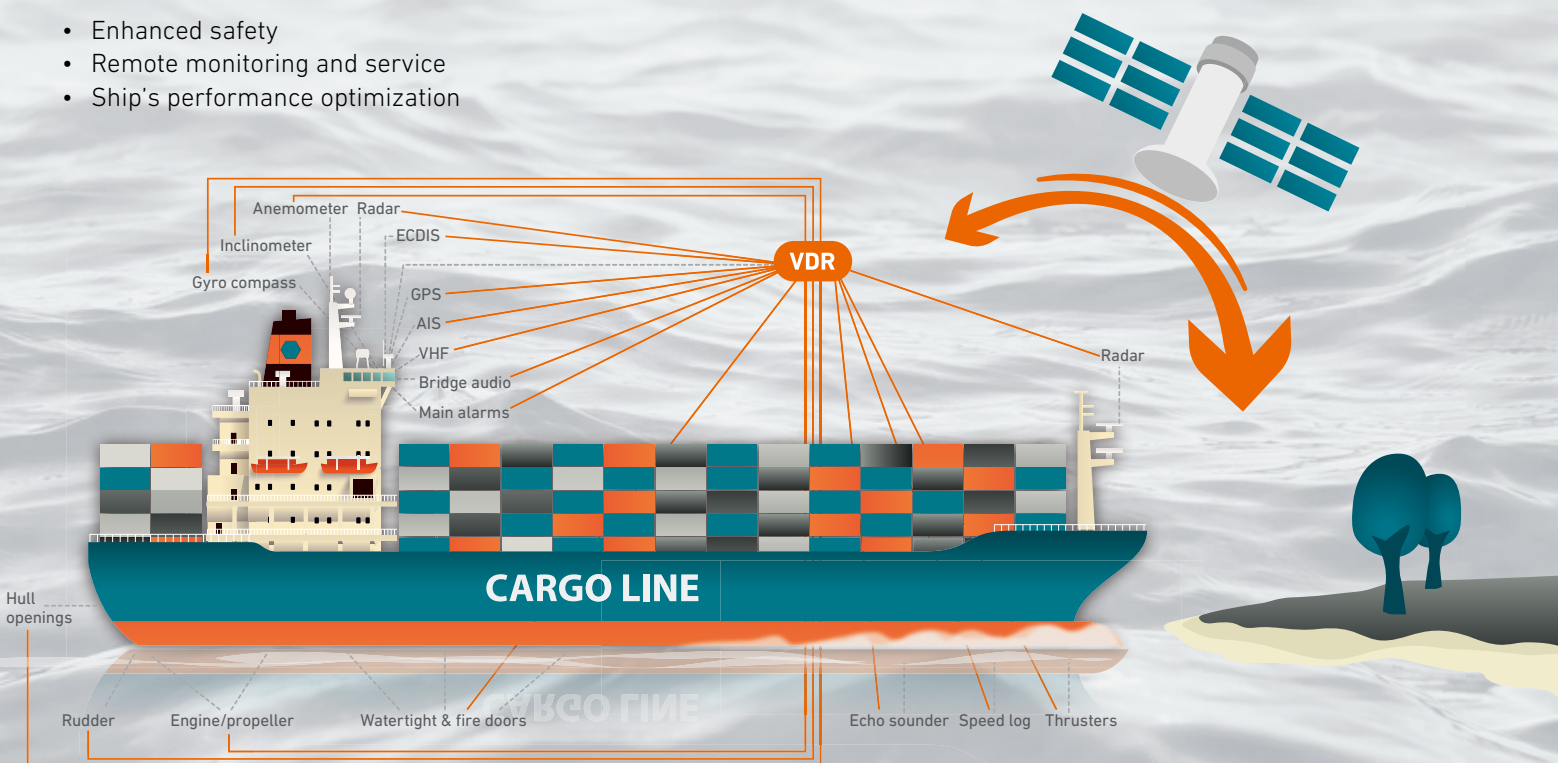 • Enhanced safety
• Remote monitoring and service
• Ship's performance optimization
Anemometer
Radar
Inclinometer
ECDIS
VDR
Gyro compass
GPS
AIS
VHF
Radar
Bridge audio
Main alarms
CARGO LINE
Hull
openings
CARGO LINE
Rudder
Engine/propeller
Watertight & fire doors
Echo sounder
Speed log
Thrusters